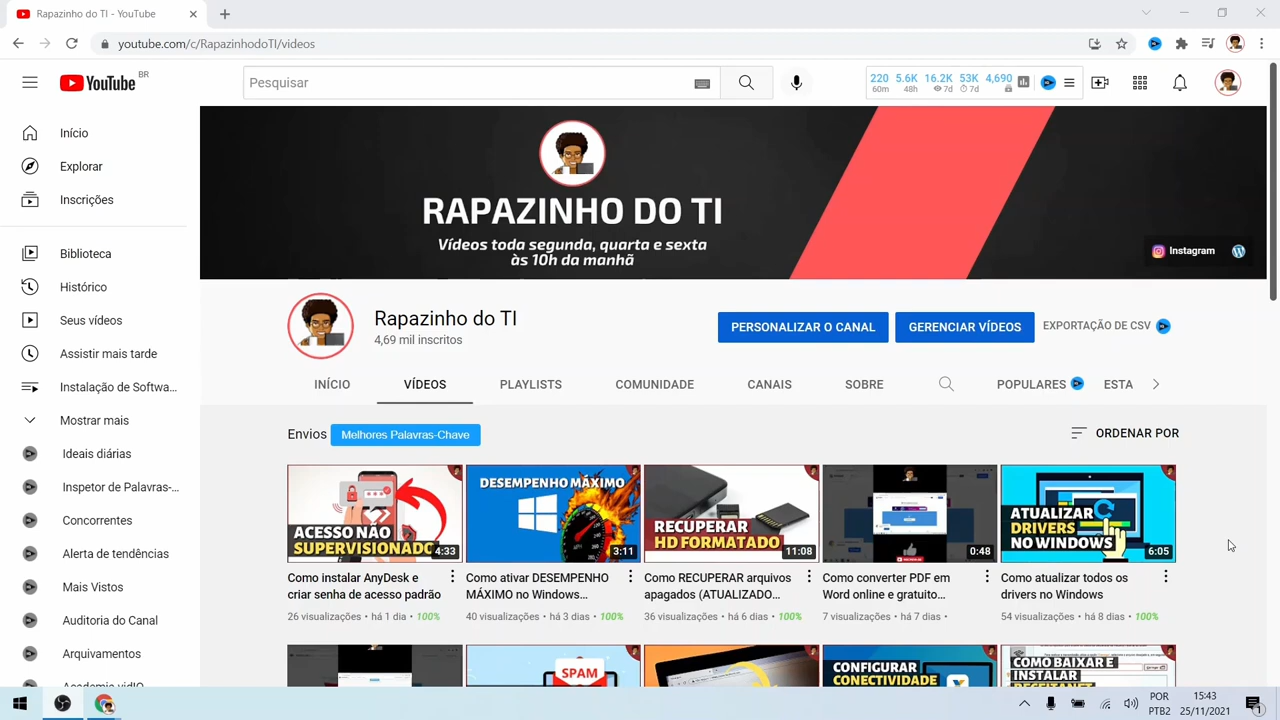 Rapazinho do TI - YouTube
youtube.com/c/RapazinhodoTI/videos
YouTube BR
Pesquisar
220 5.6K 16.2K 53K 4,690
60m 48h 7d 7d
Início
Explorar
Inscrições
Biblioteca
Histórico
Seus vídeos
Assistir mais tarde
Instalação de Softwa...
Mostrar mais
Ideais diárias
Inspetor de Palavras-...
Concorrentes
Alerta de tendências
Mais Vistos
Auditoria do Canal
Arquivamentos
Academia vidIQ
RAPAZINHO DO TI
Vídeos toda segunda, quarta e sexta
às 10h da manhã
Instagram
Rapazinho do TI
4,69 mil inscritos
PERSONALIZAR O CANAL
GERENCIAR VÍDEOS
EXPORTAÇÃO DE CSV
INÍCIO VÍDEOS PLAYLISTS COMUNIDADE CANAIS SOBRE POPULARES ESTA
Envios Melhores Palavras-Chave
ORDENAR POR
ACESSO NÃO
SUPERVISIONADO
4:33
Como instalar AnyDesk e
criar senha de acesso padrão
26 visualizações • há 1 dia • 100%
DESEMPENHO MÁXIMO
3:11
Como ativar DESEMPENHO
MÁXIMO no Windows...
40 visualizações • há 3 dias • 100%
RECUPERAR
HD FORMATADO
11:08
Como RECUPERAR arquivos
apagados (ATUALIZADO...
36 visualizações • há 6 dias • 100%
0:48
Como converter PDF em
Word online e gratuito...
7 visualizações • há 7 dias •
ATUALIZAR
DRIVERS
NO WINDOWS
6:05
Como atualizar todos os
drivers no Windows
54 visualizações • há 8 dias • 100%
SPAM
CONFIGURAR
CONECTIVIDADE
COMO BAIXAR E
INSTALAR
RECEITANET
POR
PTB2
15:43
25/11/2021
1